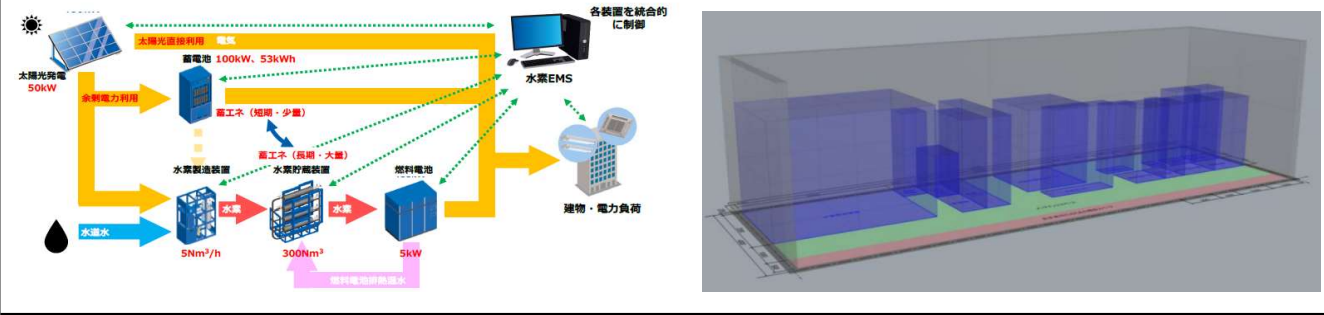 各装置を統合的
に制御
太陽光直接利用 電気
蓄電池 100kW、53kWh
太陽光発電
50kW
水素EMS
余剰電力利用
蓄エネ（短期・少量）
蓄エネ（長期・大量）
水素製造装置
水素貯蔵装置
燃料電池
水素
水素
水道水
建物・電力負荷
5Nm³/h
300Nm³
5kW
燃料電池排熱温水